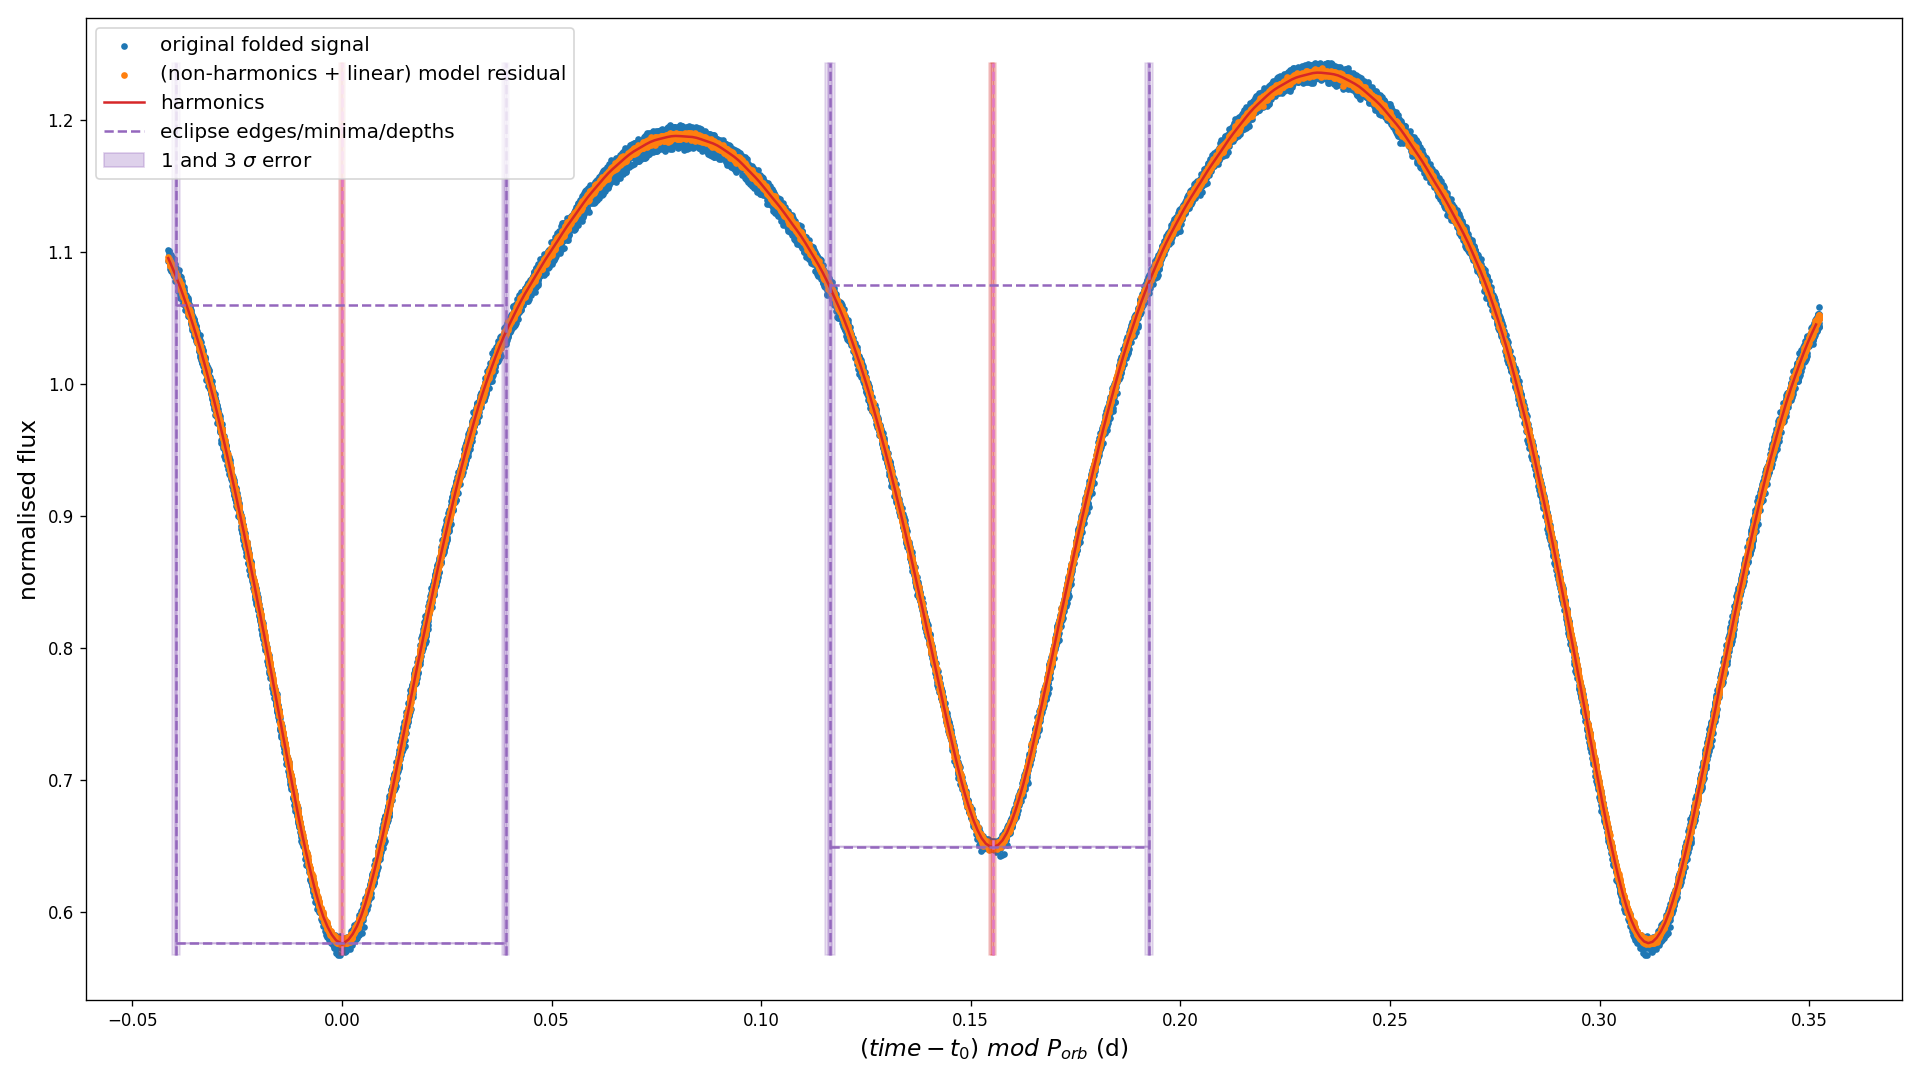 original folded signal
(non-harmonics + linear) model residual
harmonics
eclipse edges/minima/depths
1 and 3 σ error
normalised flux
1.2
1.1
1.0
0.9
0.8
0.7
0.6
−0.05 0.00 0.05 0.10 0.15 0.20 0.25 0.30 0.35
(time − t₀) mod Pₒᵣb (d)